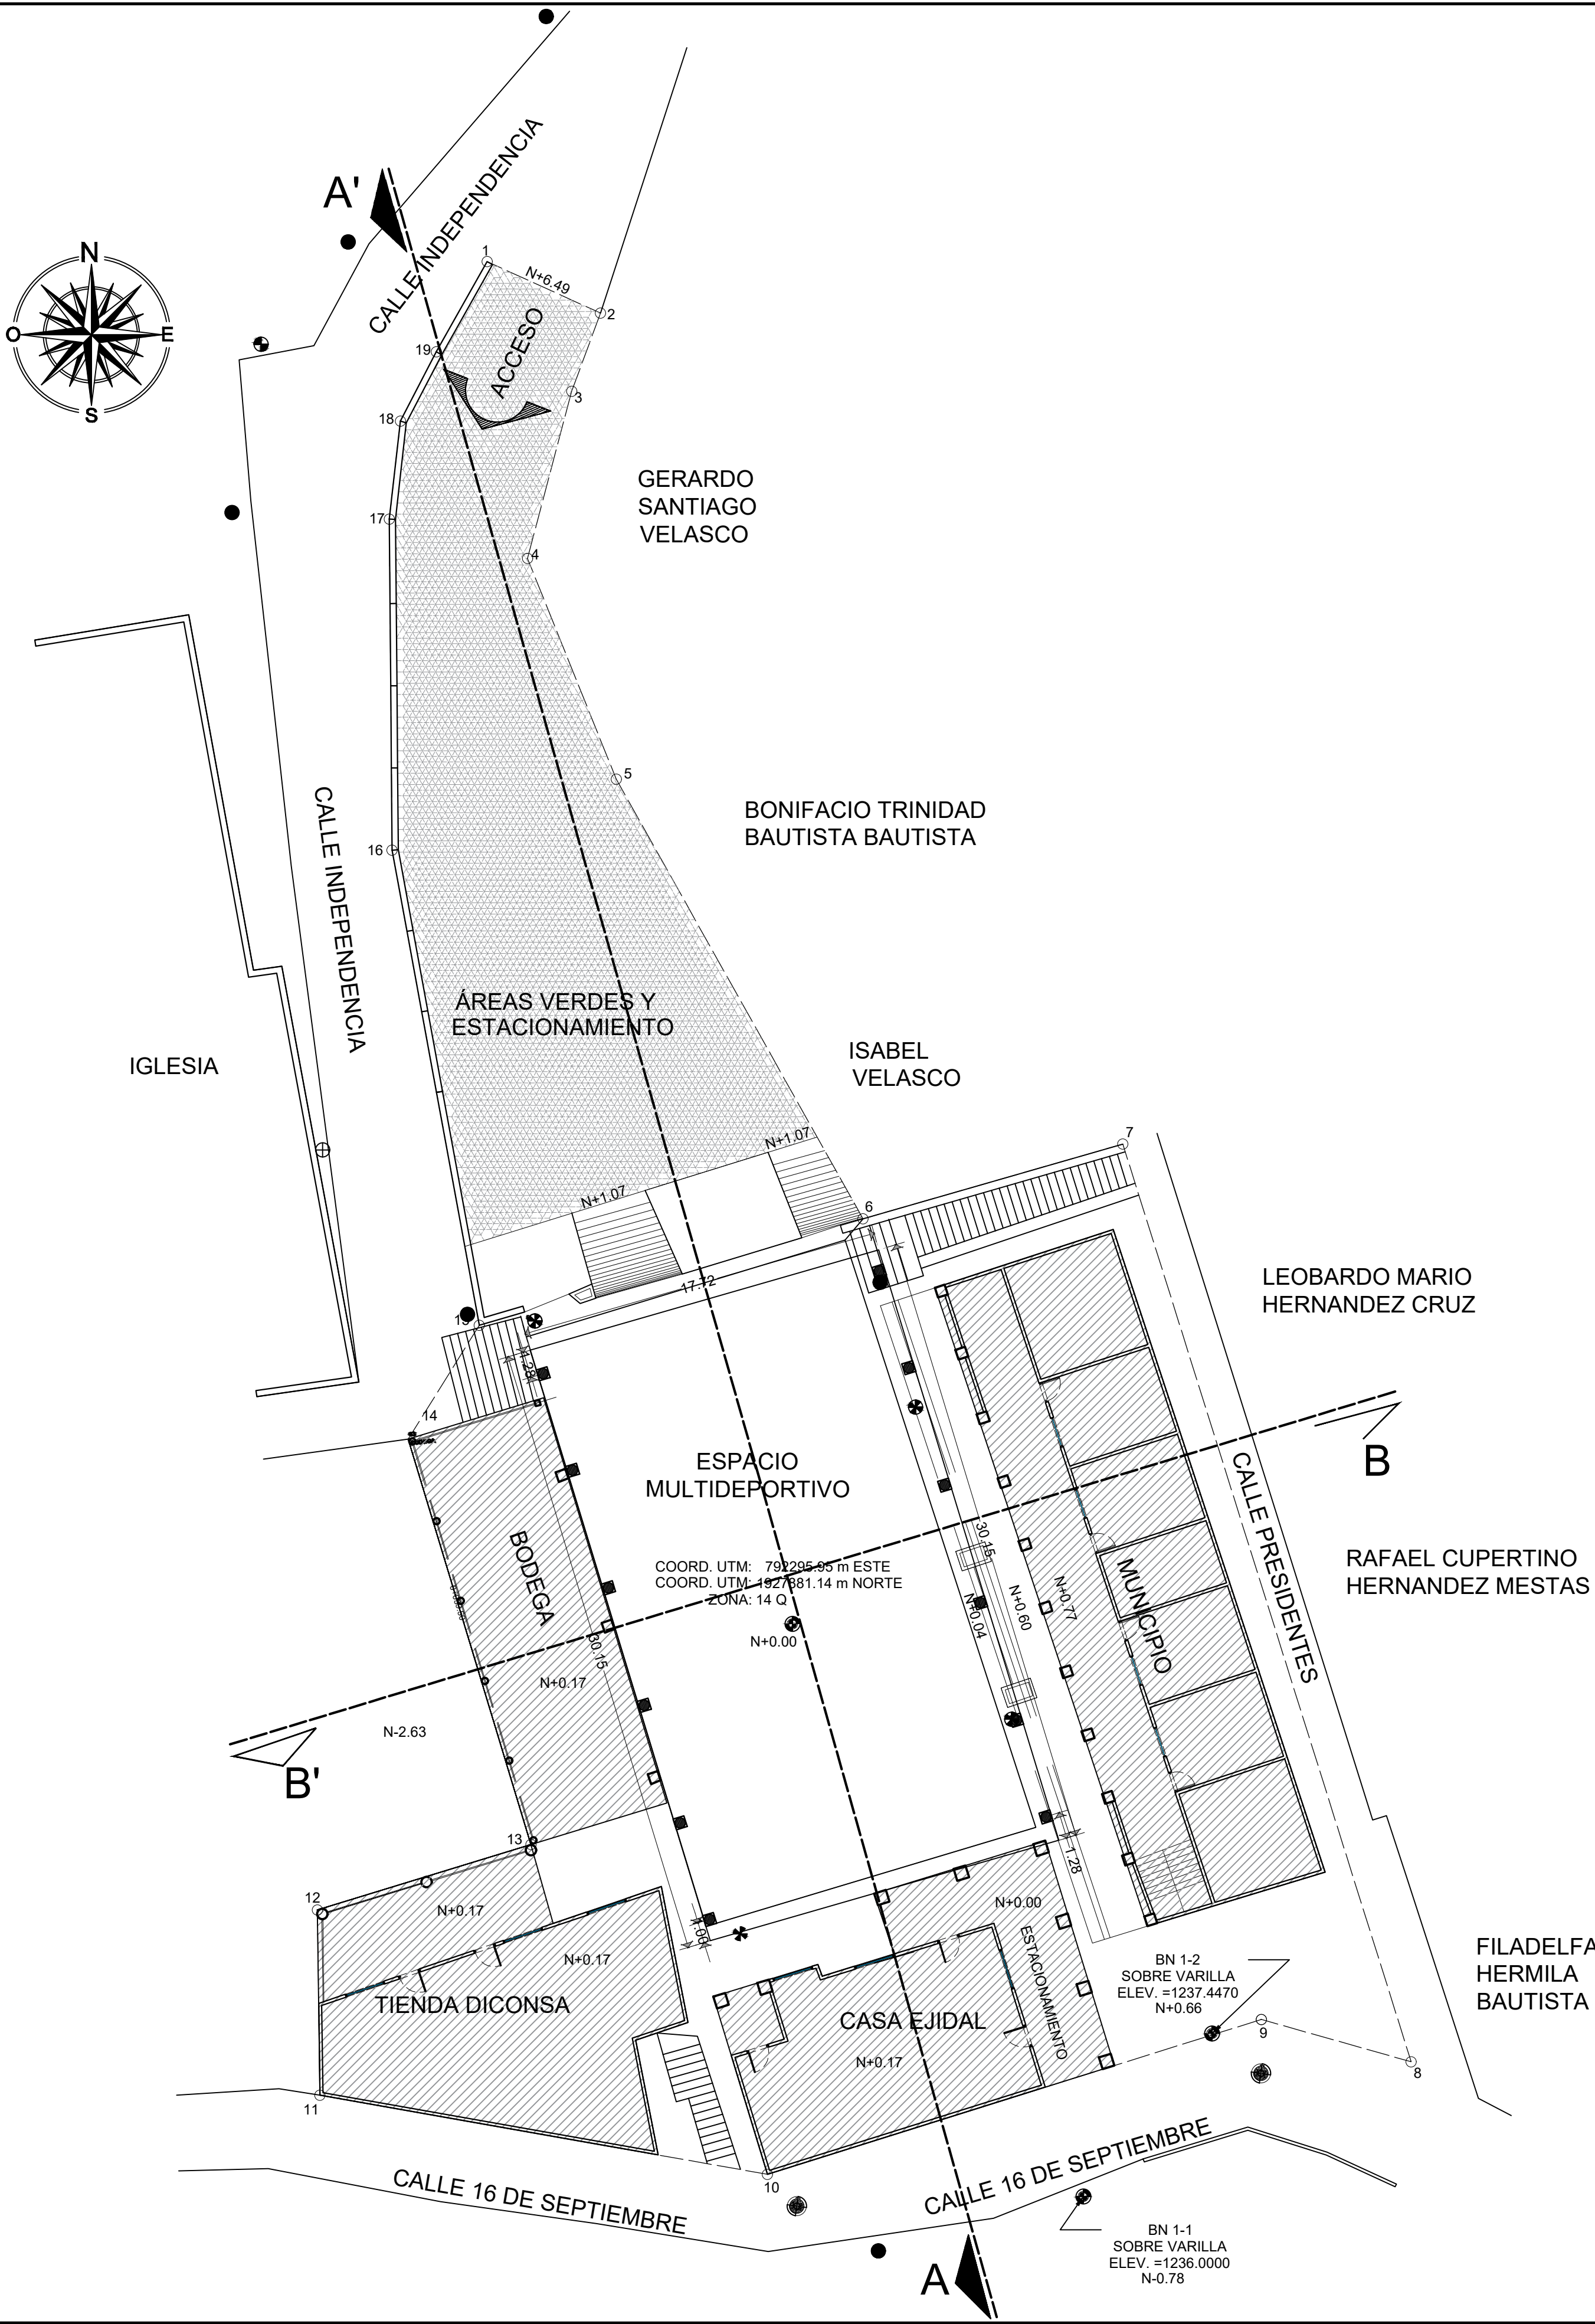 A'
CALLE INDEPENDENCIA
N
O
E
S
1
N+6.49
2
ACCESO
19
3
18
GERARDO
SANTIAGO
VELASCO
17
4
5
CALLE INDEPENDENCIA
BONIFACIO TRINIDAD
BAUTISTA BAUTISTA
16
ÁREAS VERDES Y
ESTACIONAMIENTO
ISABEL
VELASCO
IGLESIA
7
N+1.07
N+1.07
6
17.72
LEOBARDO MARIO
HERNANDEZ CRUZ
15
1.28
14
B
ESPACIO
MULTIDEPORTIVO
CALLE PRESIDENTES
BODEGA
30.15
COORD. UTM: 792295.95 m ESTE
COORD. UTM: 1927881.14 m NORTE
ZONA: 14 Q
N+0.00
RAFAEL CUPERTINO
HERNANDEZ MESTAS
N+0.04
N+0.60
N+0.77
MUNICIPIO
30.15
N+0.17
N-2.63
B'
13
1.28
12
N+0.17
N+0.00
N+0.17
1.00
ESTACIONAMIENTO
FILADELFA
HERMILA
BAUTISTA
BN 1-2
SOBRE VARILLA
ELEV. =1237.4470
N+0.66
TIENDA DICONSA
CASA EJIDAL
N+0.17
9
8
11
10
CALLE 16 DE SEPTIEMBRE
CALLE 16 DE SEPTIEMBRE
BN 1-1
SOBRE VARILLA
ELEV. =1236.0000
N-0.78
A